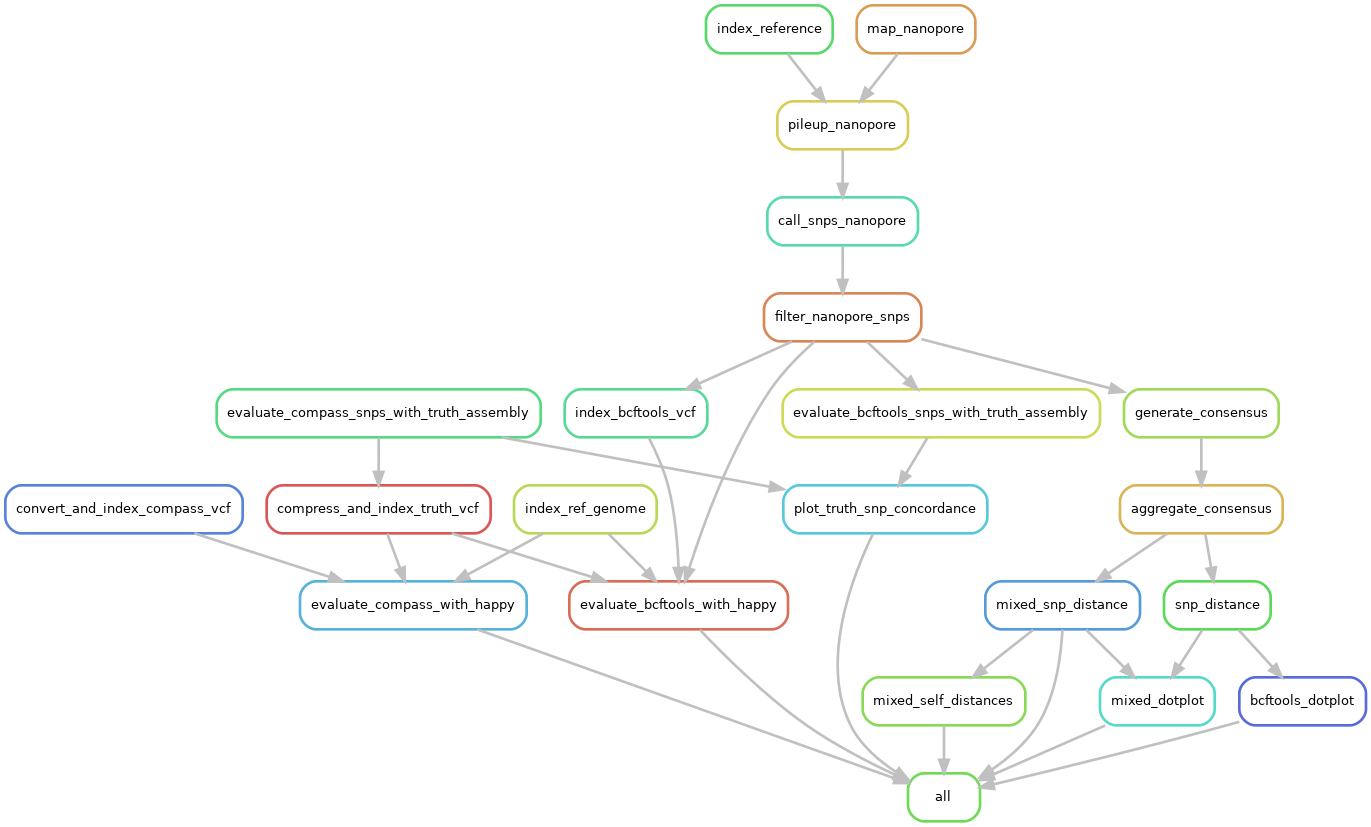 index_reference
map_nanopore
pileup_nanopore
call_snps_nanopore
filter_nanopore_snps
evaluate_compass_snps_with_truth_assembly
index_bcftools_vcf
evaluate_bcftools_snps_with_truth_assembly
generate_consensus
convert_and_index_compass_vcf
compress_and_index_truth_vcf
index_ref_genome
plot_truth_snp_concordance
aggregate_consensus
evaluate_compass_with_happy
evaluate_bcftools_with_happy
mixed_snp_distance
snp_distance
mixed_self_distances
mixed_dotplot
bcftools_dotplot
all